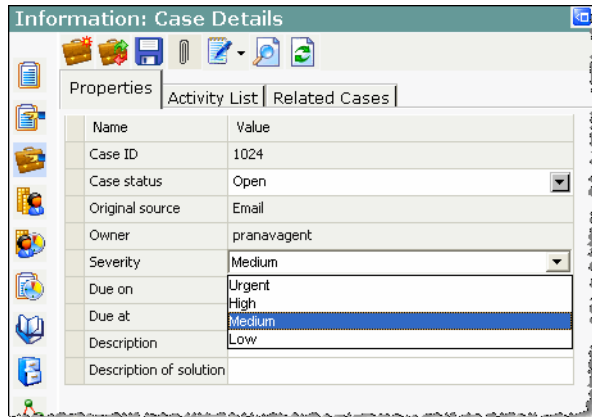 Information: Case Details
Properties Activity List Related Cases
Name Value
Case ID 1024
Case status Open
Original source Email
Owner pranavagent
Severity Medium
Due on Urgent
High
Due at Medium
Description Low
Description of solution